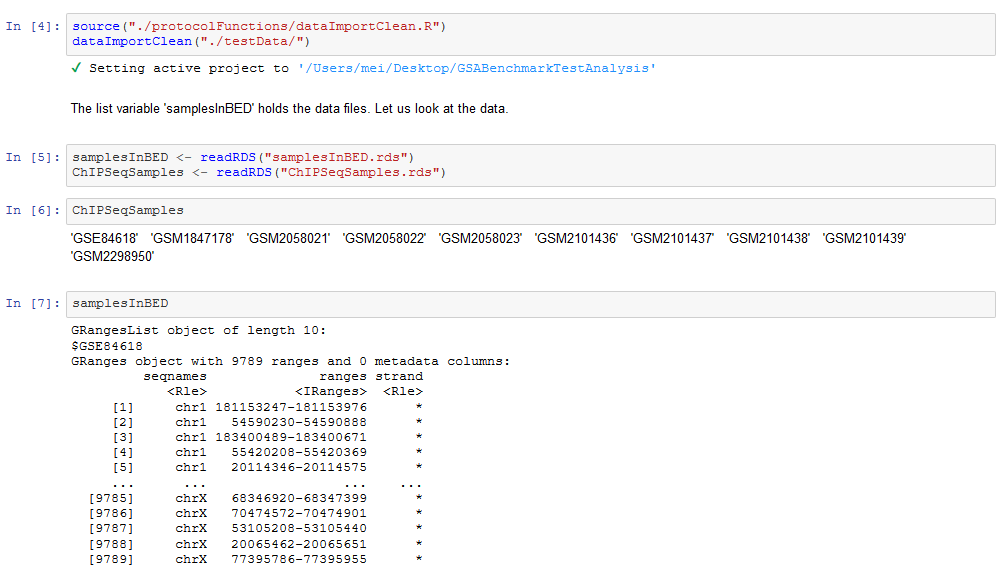 In [4]: source("./protocolFunctions/dataImportClean.R")
dataImportClean("./testData/")
✓ Setting active project to '/Users/mei/Desktop/GSABenchmarkTestAnalysis'
The list variable 'samplesInBED' holds the data files. Let us look at the data.
In [5]: samplesInBED <- readRDS("samplesInBED.rds")
ChIPSeqSamples <- readRDS("ChIPSeqSamples.rds")
In [6]: ChIPSeqSamples
'GSE84618' 'GSM1847178' 'GSM2058021' 'GSM2058022' 'GSM2058023' 'GSM2101436' 'GSM2101437' 'GSM2101438' 'GSM2101439'
'GSM2298950'
In [7]: samplesInBED
GRangesList object of length 10:
$GSE84618
GRanges object with 9789 ranges and 0 metadata columns:
seqnames ranges strand
<Rle> <IRanges> <Rle>
[1] chr1 181153247-181153976 *
[2] chr1 54590230-54590888 *
[3] chr1 183400489-183400671 *
[4] chr1 55420208-55420369 *
[5] chr1 20114346-20114575 *
... ... ... ...
[9785] chrX 68346920-68347399 *
[9786] chrX 70474572-70474901 *
[9787] chrX 53105208-53105440 *
[9788] chrX 20065462-20065651 *
[9789] chrX 77395786-77395955 *